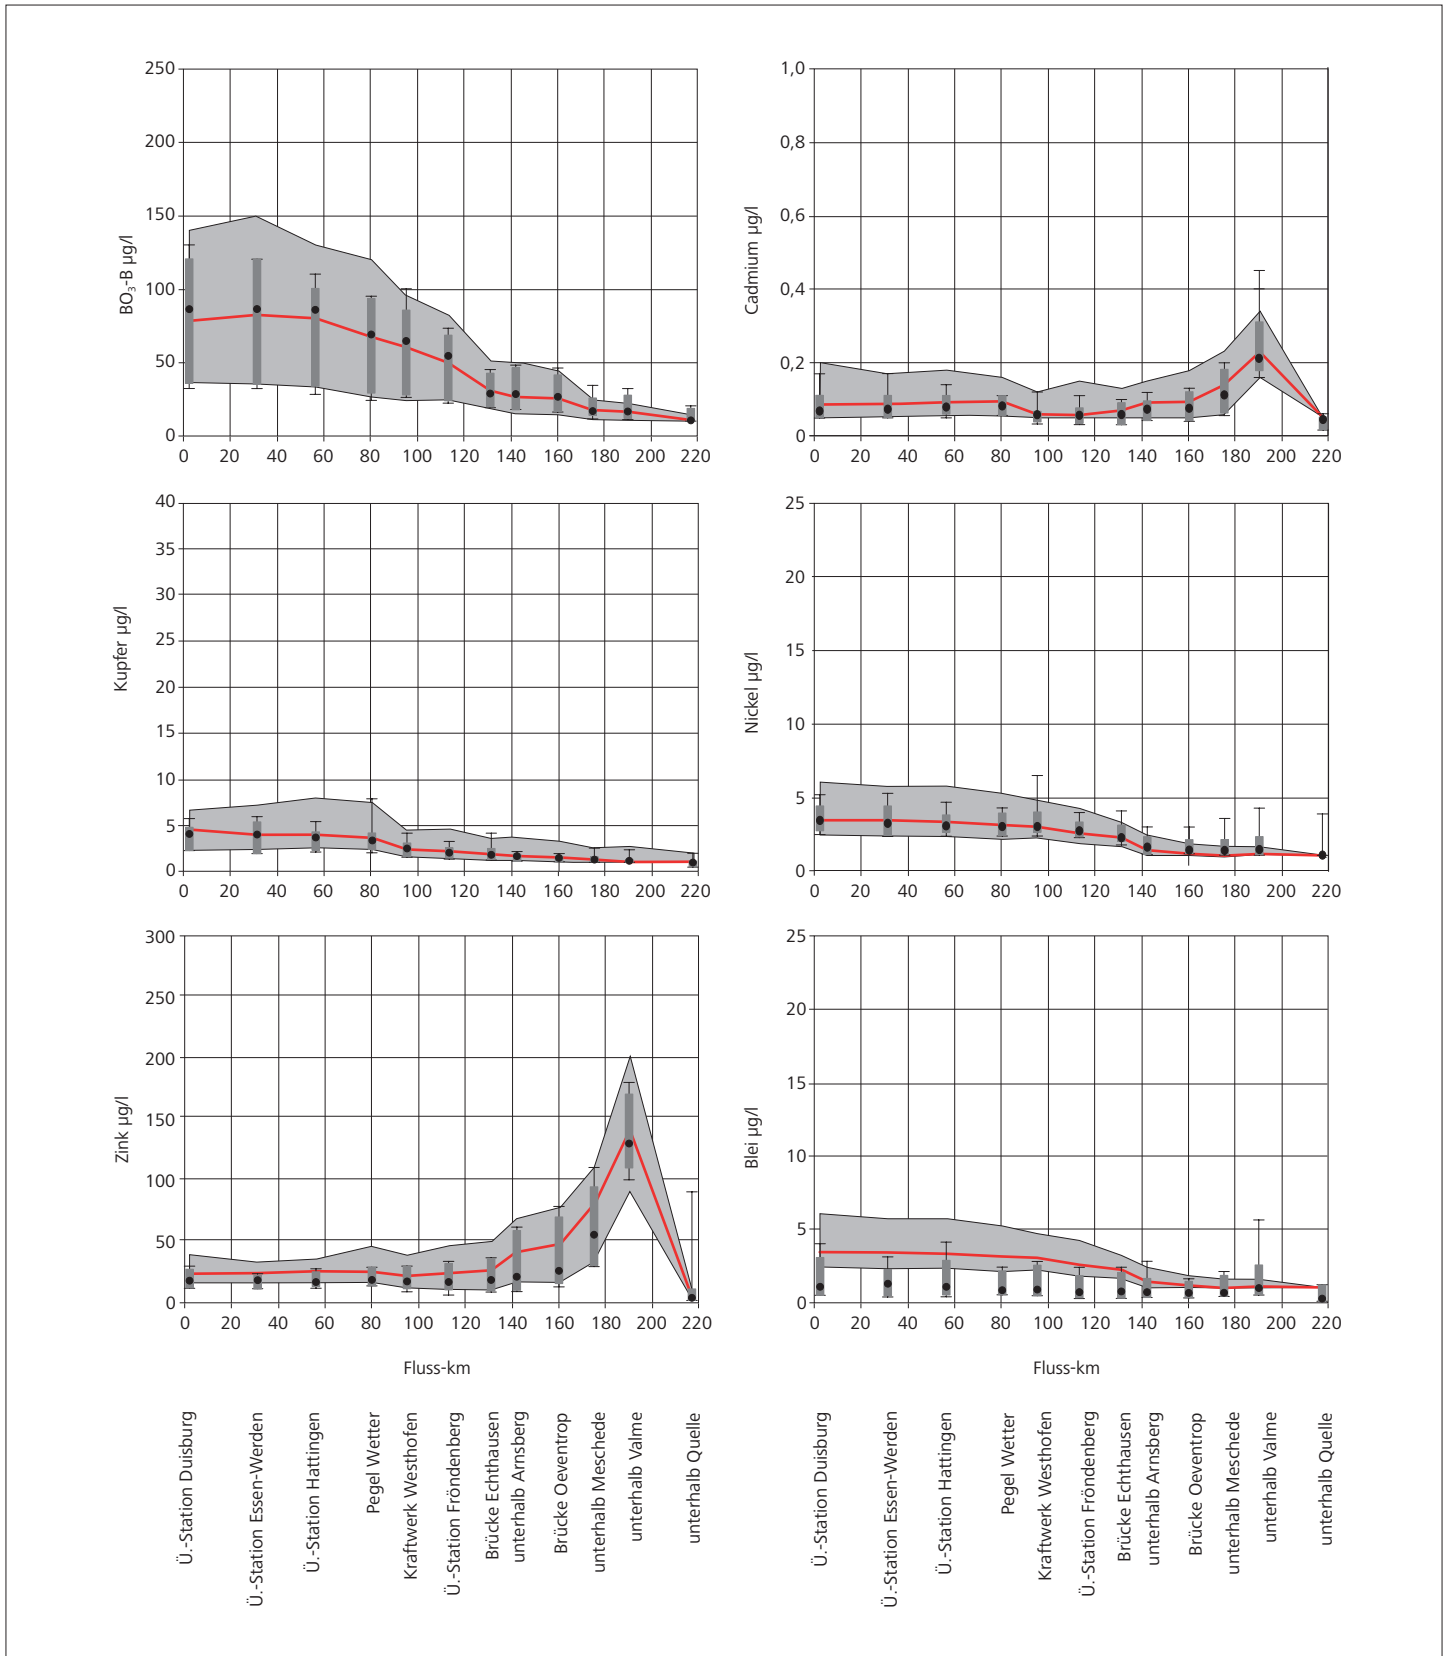 BO₃-B µg/l
250
200
150
100
50
0
0 20 40 60 80 100 120 140 160 180 200 220
Cadmium µg/l
1,0
0,8
0,6
0,4
0,2
0
0 20 40 60 80 100 120 140 160 180 200 220
Kupfer µg/l
40
35
30
25
20
15
10
5
0
0 20 40 60 80 100 120 140 160 180 200 220
Nickel µg/l
25
20
15
10
5
0
0 20 40 60 80 100 120 140 160 180 200 220
Zink µg/l
300
250
200
150
100
50
0
0 20 40 60 80 100 120 140 160 180 200 220
Fluss-km
Blei µg/l
25
20
15
10
5
0
0 20 40 60 80 100 120 140 160 180 200 220
Fluss-km
Ü.-Station Duisburg
Ü.-Station Essen-Werden
Ü.-Station Hattingen
Pegel Wetter
Kraftwerk Westhofen
Ü.-Station Fröndenberg
Brücke Echthausen
unterhalb Arnsberg
Brücke Oeventrop
unterhalb Meschede
unterhalb Valme
unterhalb Quelle
Ü.-Station Duisburg
Ü.-Station Essen-Werden
Ü.-Station Hattingen
Pegel Wetter
Kraftwerk Westhofen
Ü.-Station Fröndenberg
Brücke Echthausen
unterhalb Arnsberg
Brücke Oeventrop
unterhalb Meschede
unterhalb Valme
unterhalb Quelle